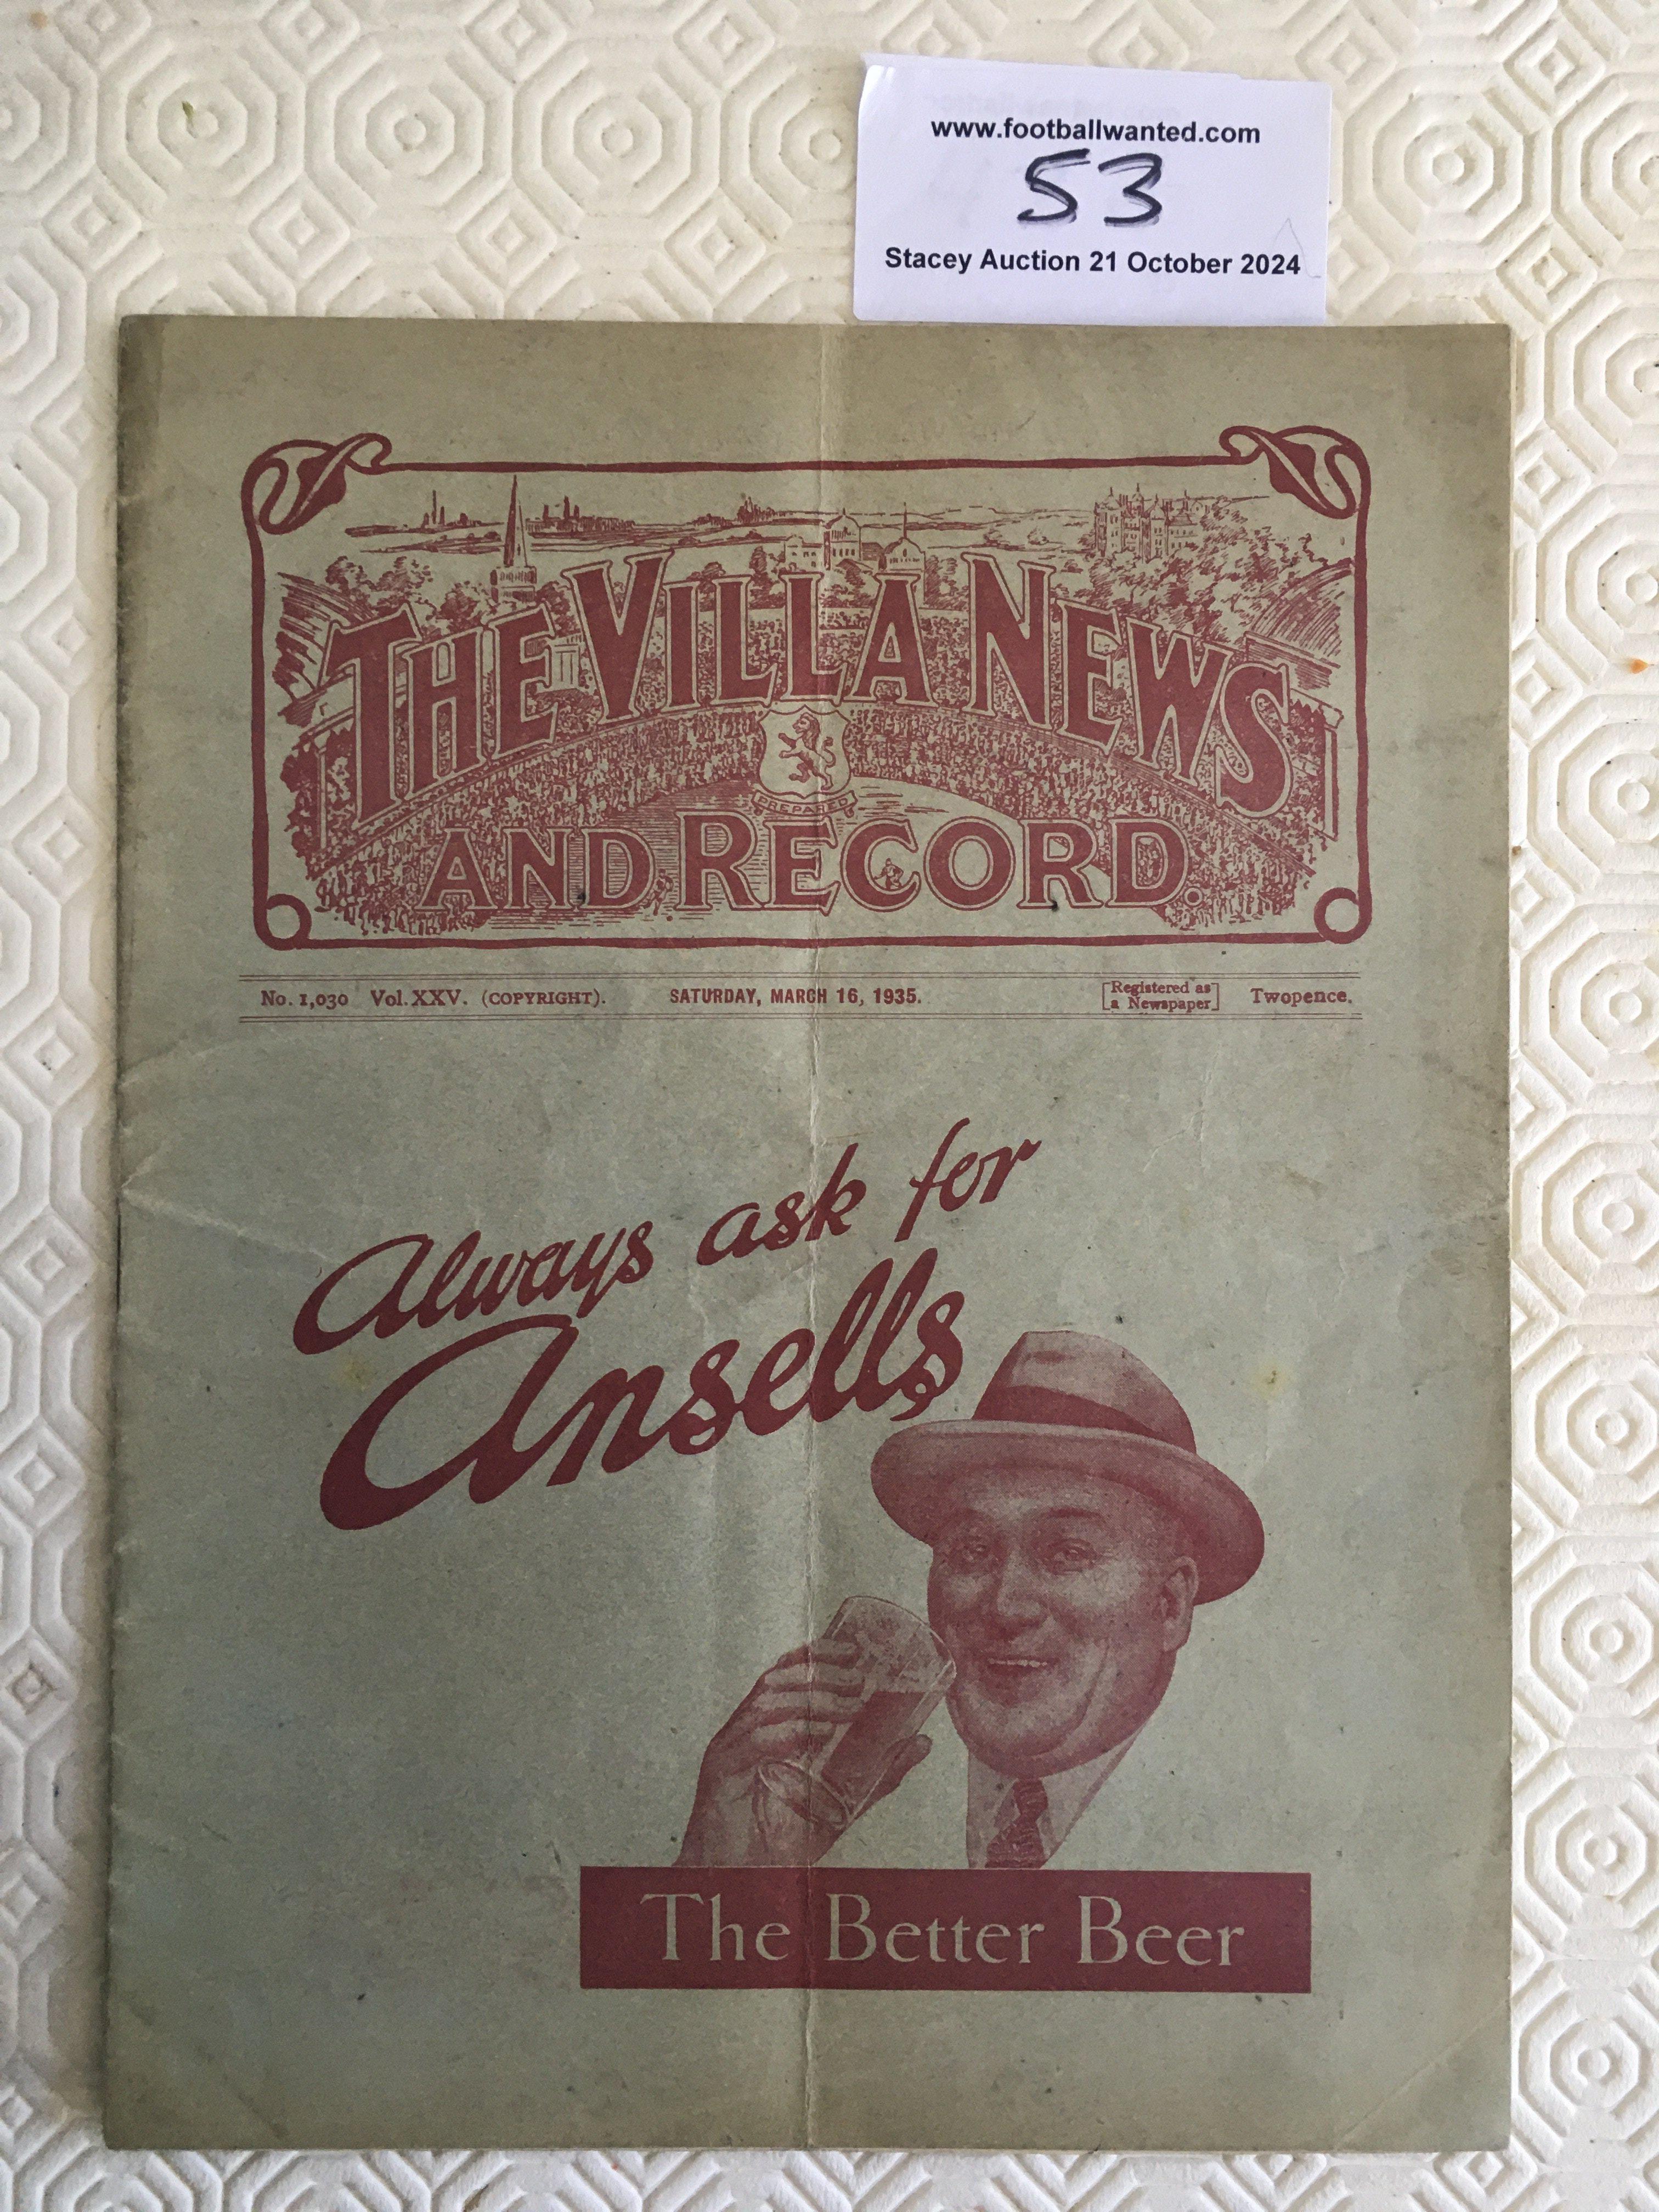 www.footballwanted.com
53
Stacey Auction 21 October 2024
THE VILLA NEWS
PREPARED
AND RECORD.
No. 1,030 Vol. XXV. (COPYRIGHT). SATURDAY, MARCH 16, 1935. [Registered as a Newspaper] Twopence.
Always ask for
Ansells
The Better Beer